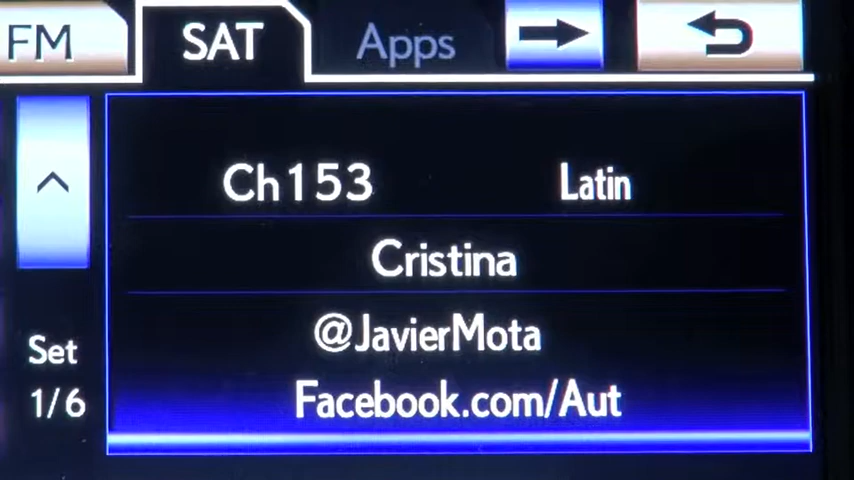 FM SAT Apps
Ch153 Latin
Cristina
@JavierMota
Set
Facebook.com/Aut
1/6